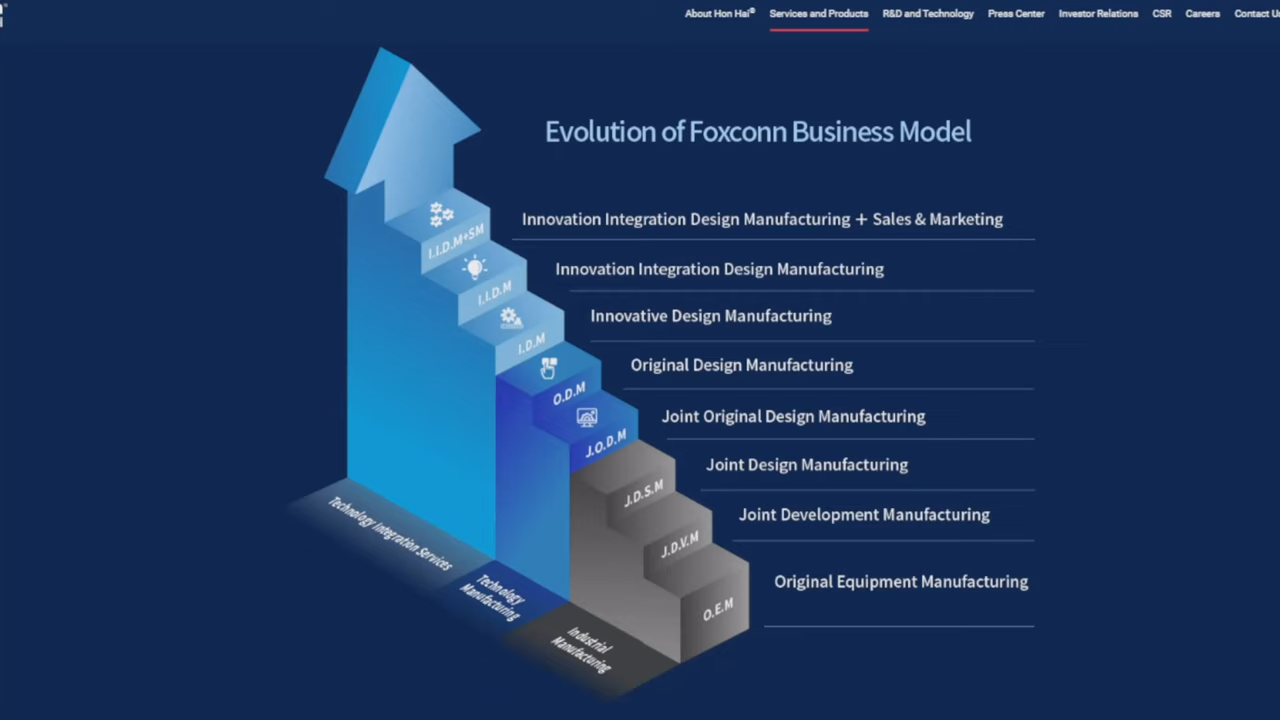 About Hon Hai®
Services and Products
R&D and Technology
Press Center
Investor Relations
CSR
Careers
Contact Us
Evolution of Foxconn Business Model
Innovation Integration Design Manufacturing + Sales & Marketing
I.I.D.M+SM
Innovation Integration Design Manufacturing
I.I.D.M
Innovative Design Manufacturing
I.D.M
Original Design Manufacturing
O.D.M
Joint Original Design Manufacturing
J.O.D.M
Joint Design Manufacturing
J.D.S.M
Joint Development Manufacturing
J.D.V.M
Original Equipment Manufacturing
O.E.M
Technology Integration Services
Technology
Manufacturing
Industrial
Manufacturing